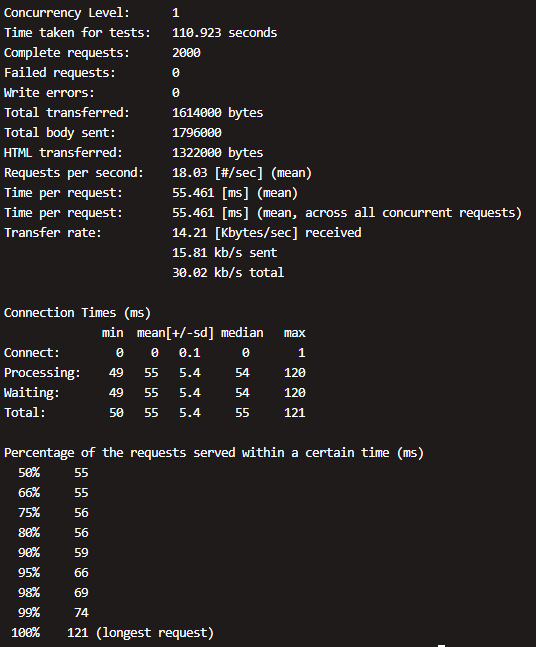 Concurrency Level:      1
Time taken for tests:   110.923 seconds
Complete requests:      2000
Failed requests:        0
Write errors:           0
Total transferred:      1614000 bytes
Total body sent:        1796000
HTML transferred:       1322000 bytes
Requests per second:    18.03 [#/sec] (mean)
Time per request:       55.461 [ms] (mean)
Time per request:       55.461 [ms] (mean, across all concurrent requests)
Transfer rate:          14.21 [Kbytes/sec] received
                        15.81 kb/s sent
                        30.02 kb/s total

Connection Times (ms)
              min  mean[+/-sd] median   max
Connect:        0    0   0.1      0       1
Processing:    49   55   5.4     54     120
Waiting:       49   55   5.4     54     120
Total:         50   55   5.4     55     121

Percentage of the requests served within a certain time (ms)
  50%     55
  66%     55
  75%     56
  80%     56
  90%     59
  95%     66
  98%     69
  99%     74
 100%    121 (longest request)